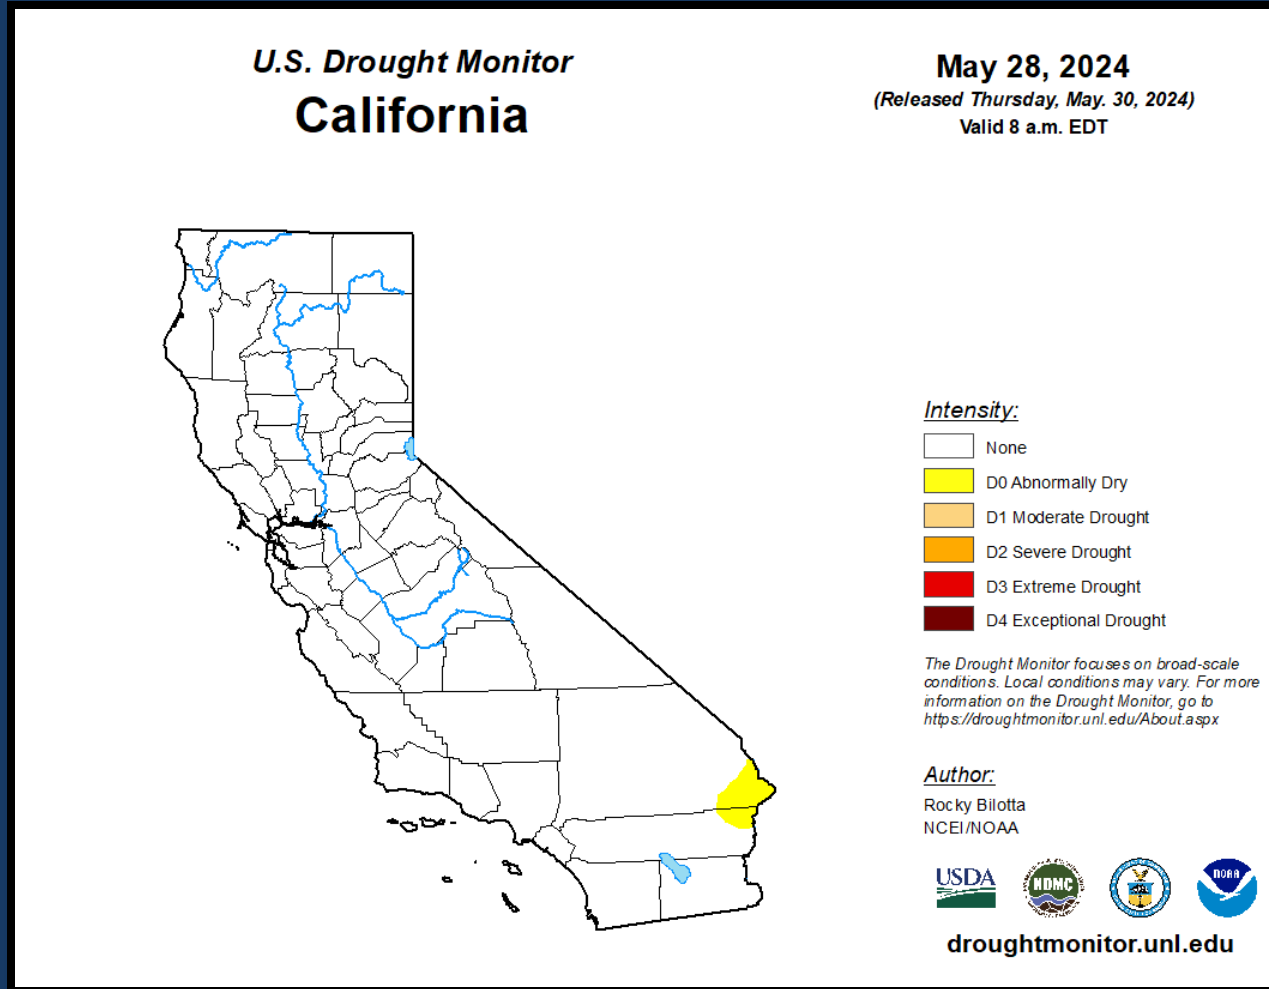 U.S. Drought Monitor
California
May 28, 2024
(Released Thursday, May. 30, 2024)
Valid 8 a.m. EDT
Intensity:
None
D0 Abnormally Dry
D1 Moderate Drought
D2 Severe Drought
D3 Extreme Drought
D4 Exceptional Drought
The Drought Monitor focuses on broad-scale
conditions. Local conditions may vary. For more
information on the Drought Monitor, go to
https://droughtmonitor.unl.edu/About.aspx
Author:
Rocky Bilotta
NCEI/NOAA
USDA
NDMC
NOAA
droughtmonitor.unl.edu